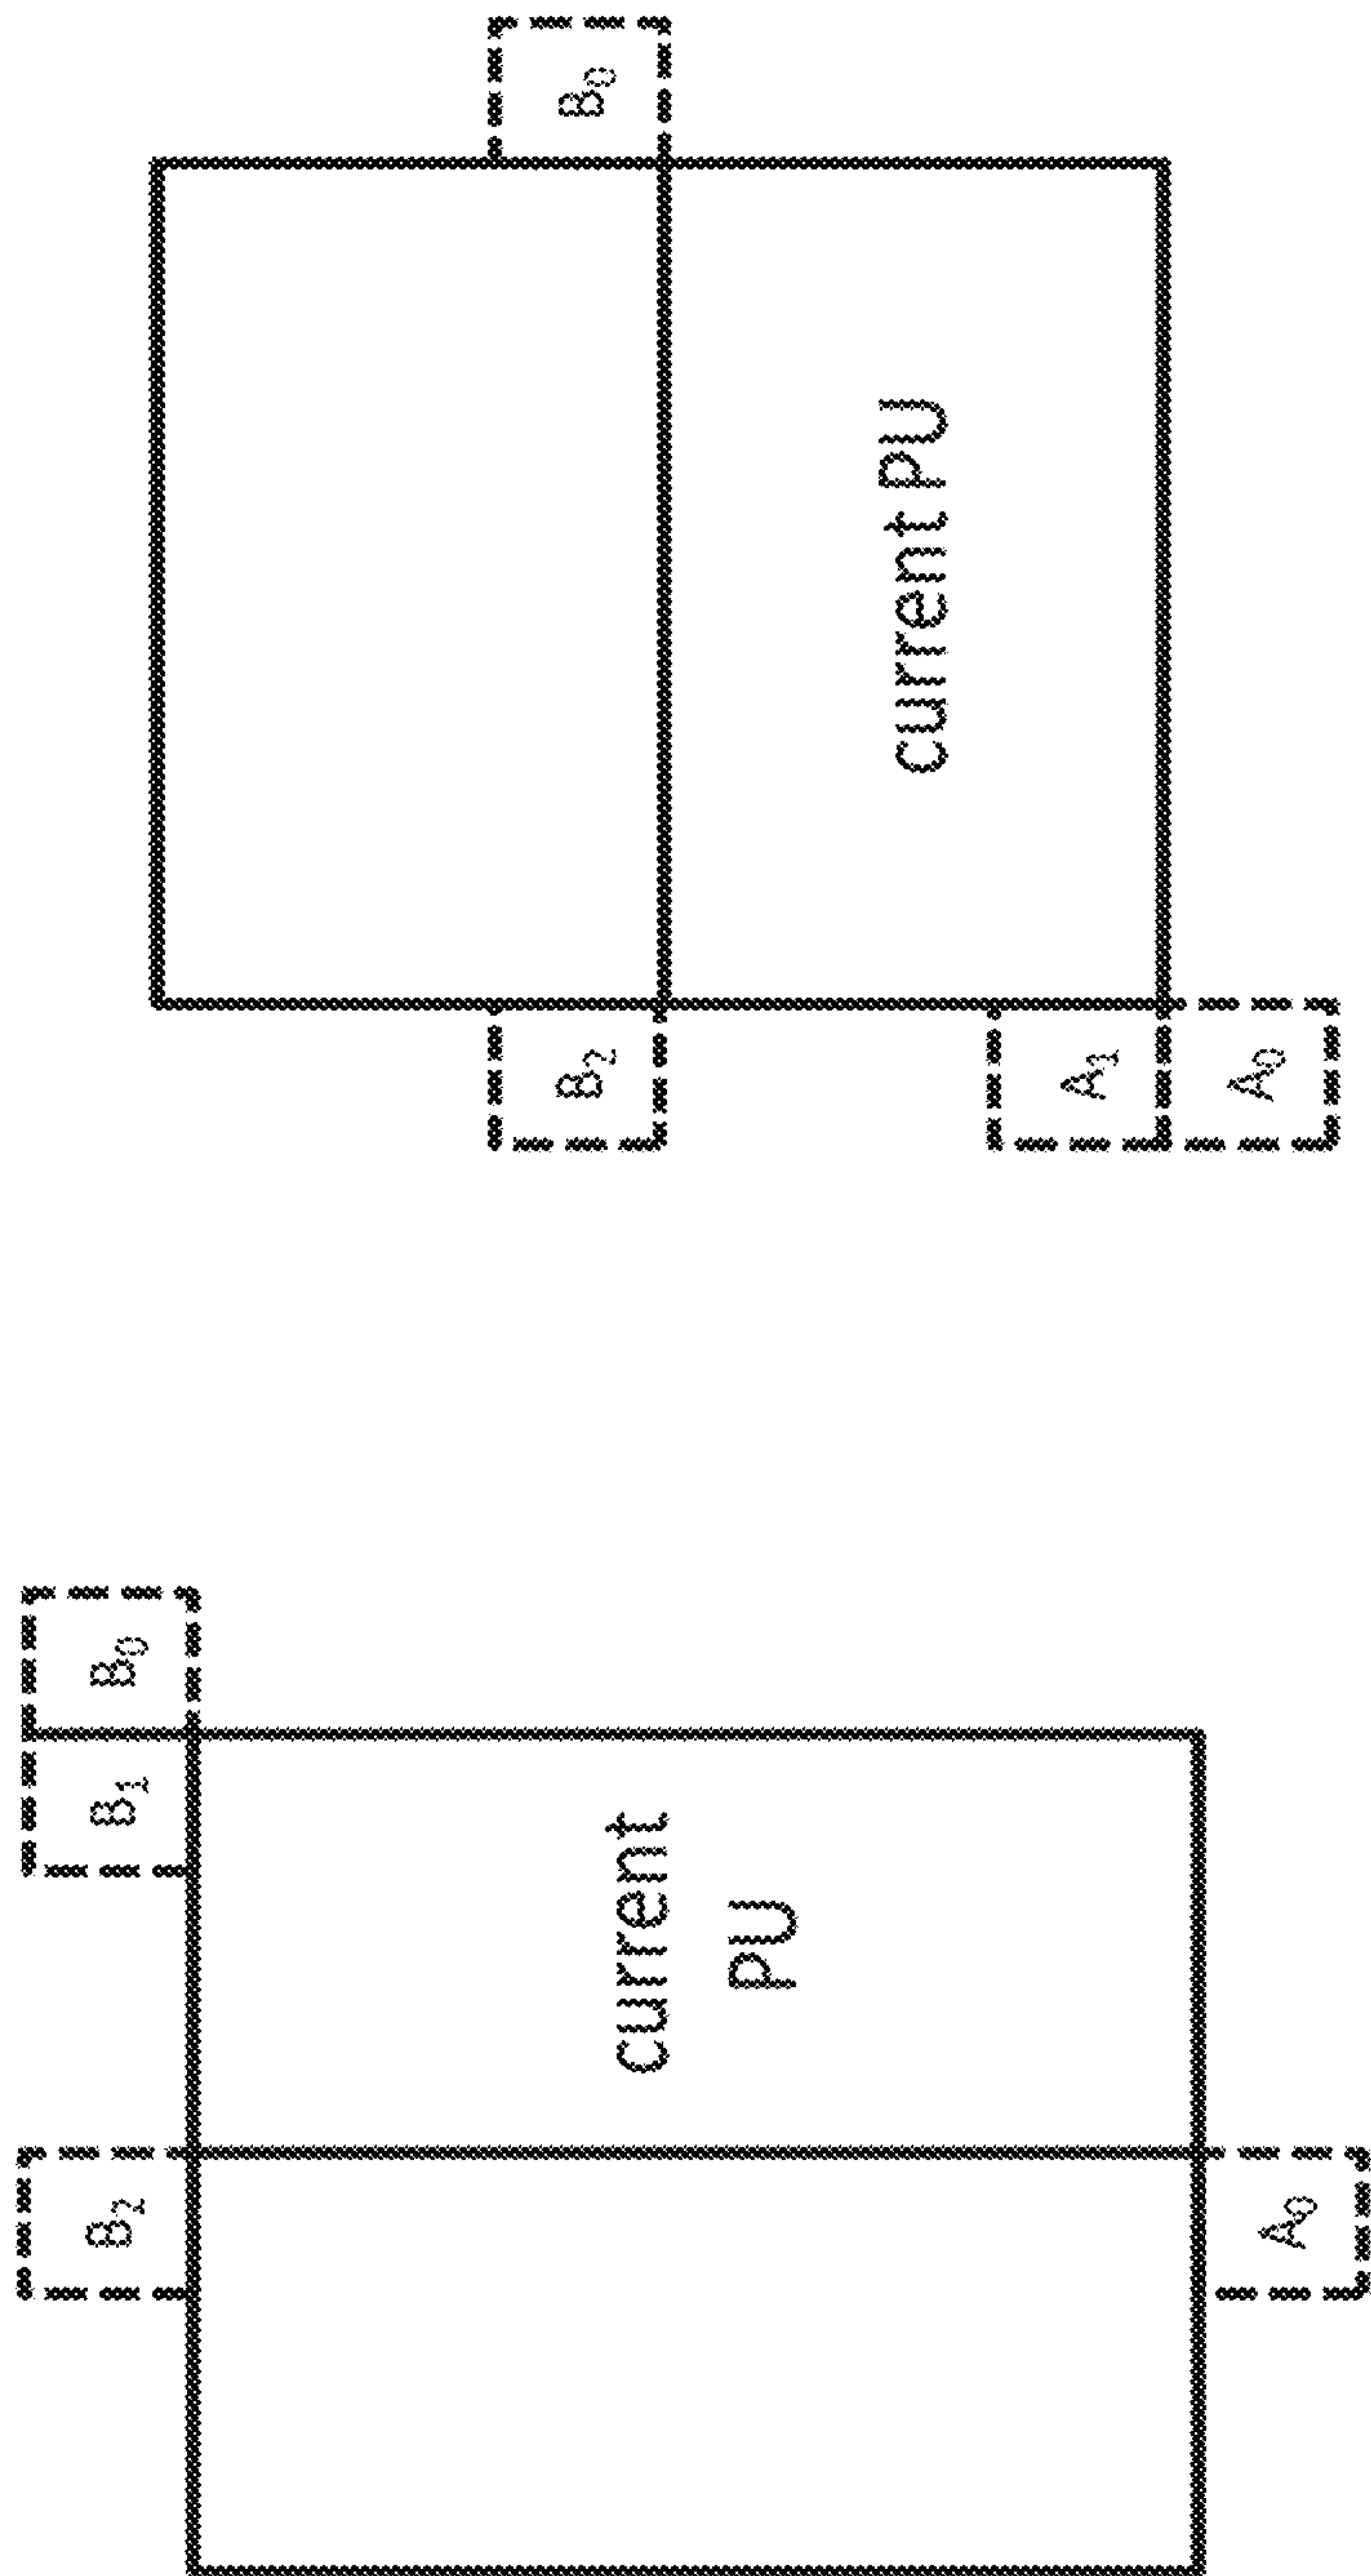 B₂
B₁ B₀
current
PU
A₀
B₂
B₀
current PU
A₁
A₀